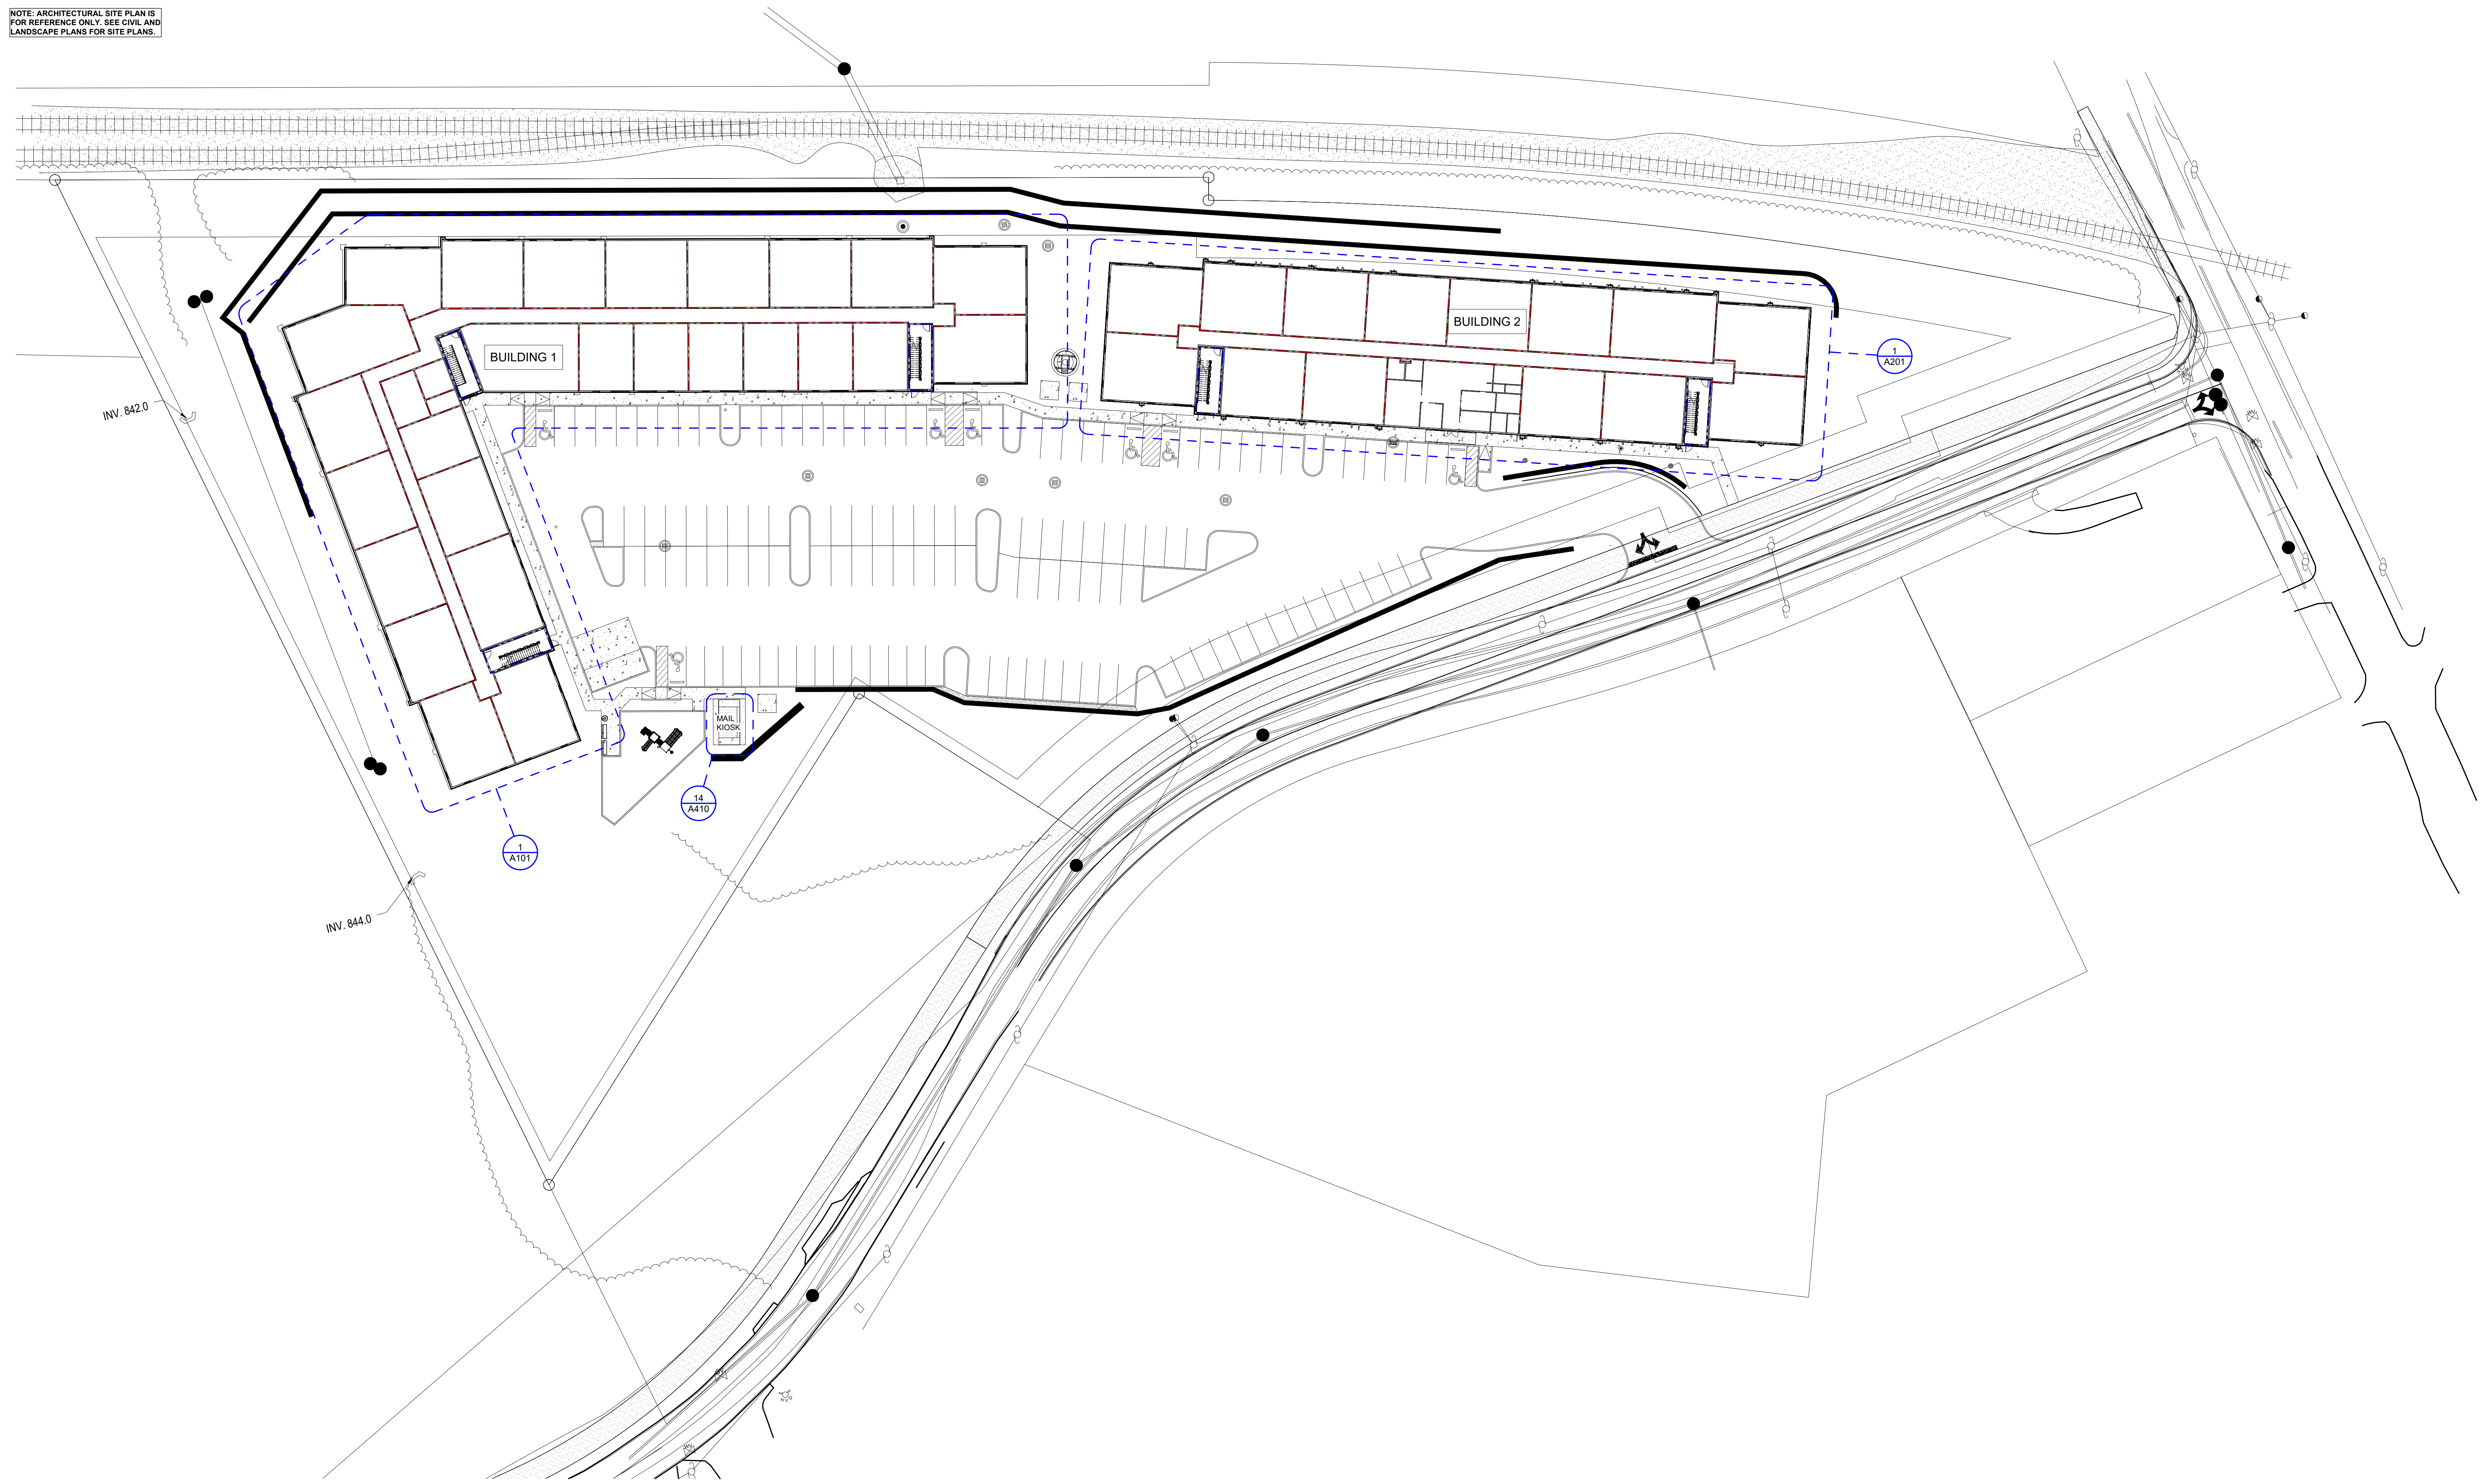 NOTE: ARCHITECTURAL SITE PLAN IS
FOR REFERENCE ONLY. SEE CIVIL AND
LANDSCAPE PLANS FOR SITE PLANS.
BUILDING 1
BUILDING 2
1
A201
INV. 842.0
MAIL
KIOSK
14
A410
1
A101
INV. 844.0